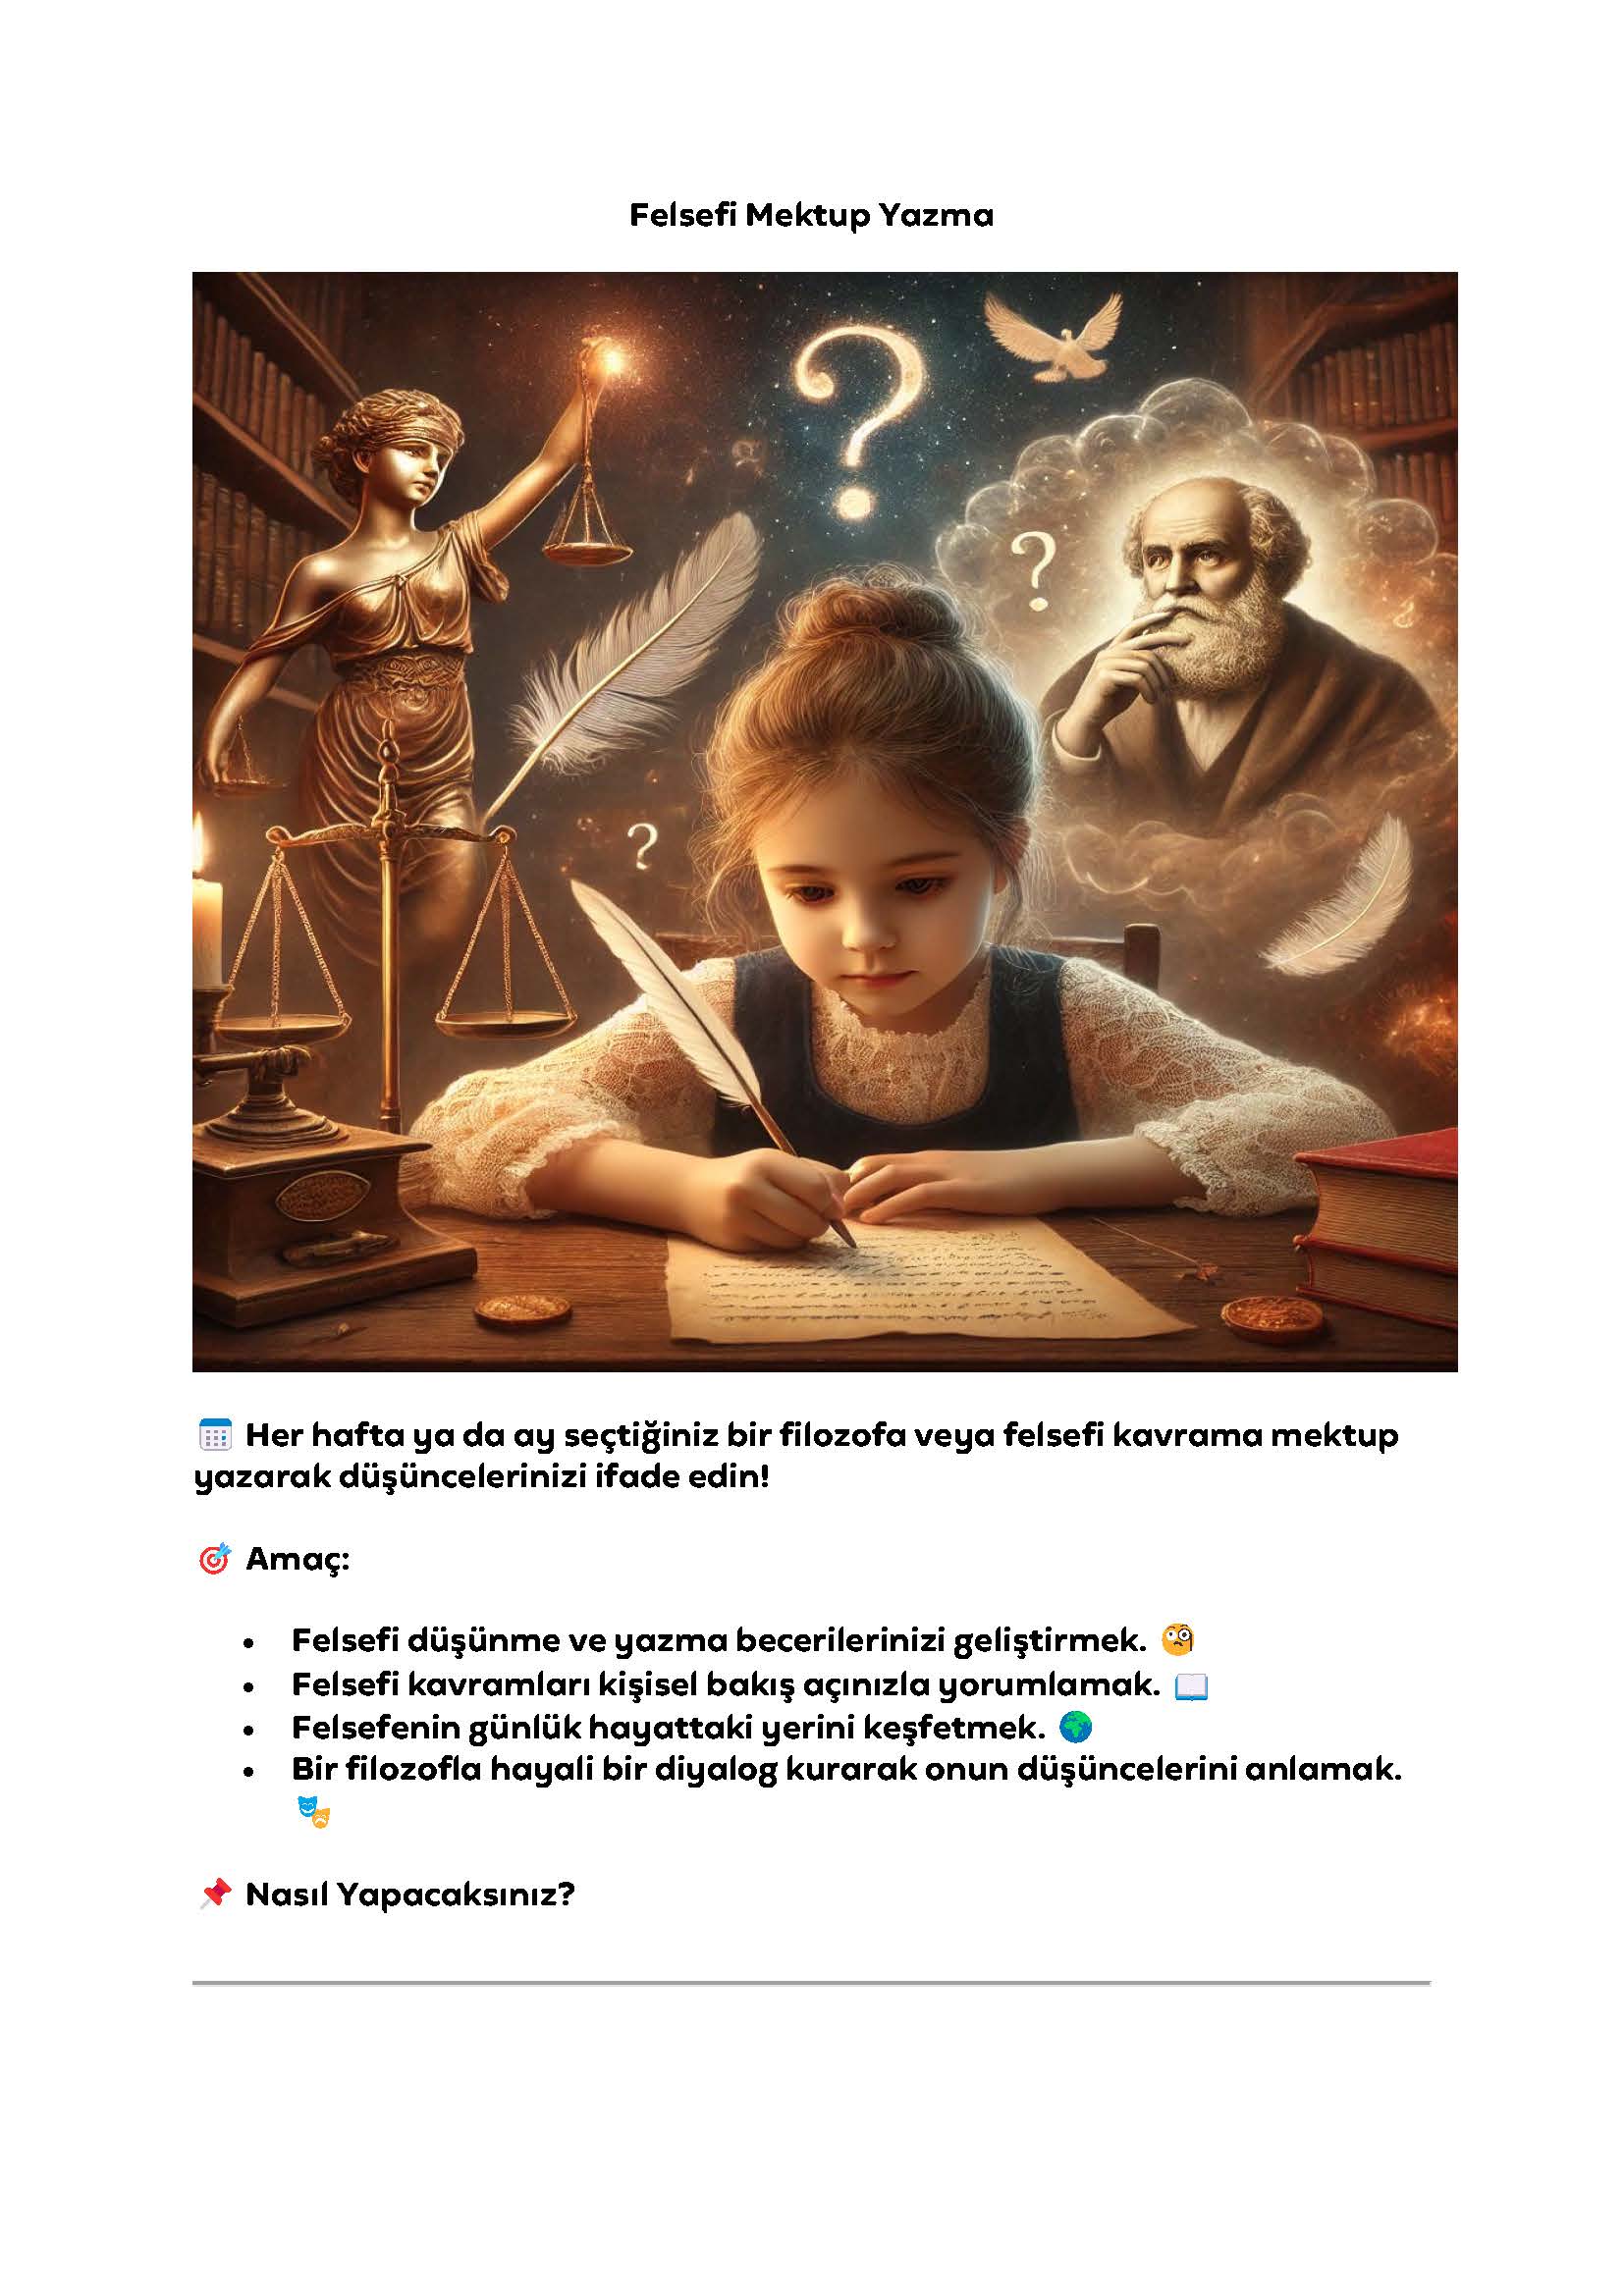 Felsefi Mektup Yazma
?
?
?
📅 Her hafta ya da ay seçtiğiniz bir filozofa veya felsefi kavrama mektup
yazarak düşüncelerinizi ifade edin!
🎯 Amaç:
• Felsefi düşünme ve yazma becerilerinizi geliştirmek. 🧐
• Felsefi kavramları kişisel bakış açınızla yorumlamak. 📖
• Felsefenin günlük hayattaki yerini keşfetmek. 🌍
• Bir filozofla hayali bir diyalog kurarak onun düşüncelerini anlamak.
🎭
📌 Nasıl Yapacaksınız?